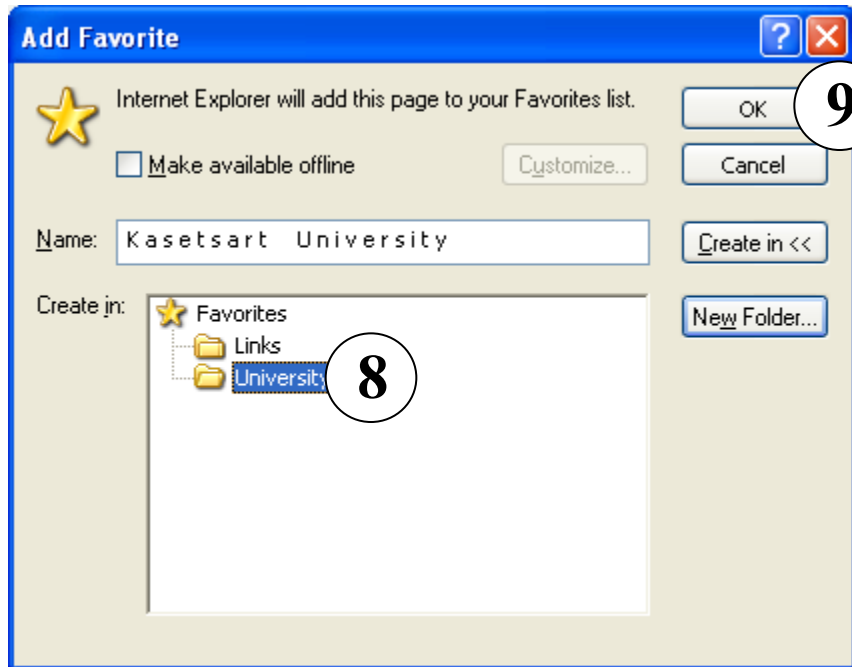 Add Favorite
Internet Explorer will add this page to your Favorites list.
OK
9
Make available offline
Customize...
Cancel
Name:
Kasetsart University
Create in <<
Create in:
Favorites
New Folder...
Links
University
8